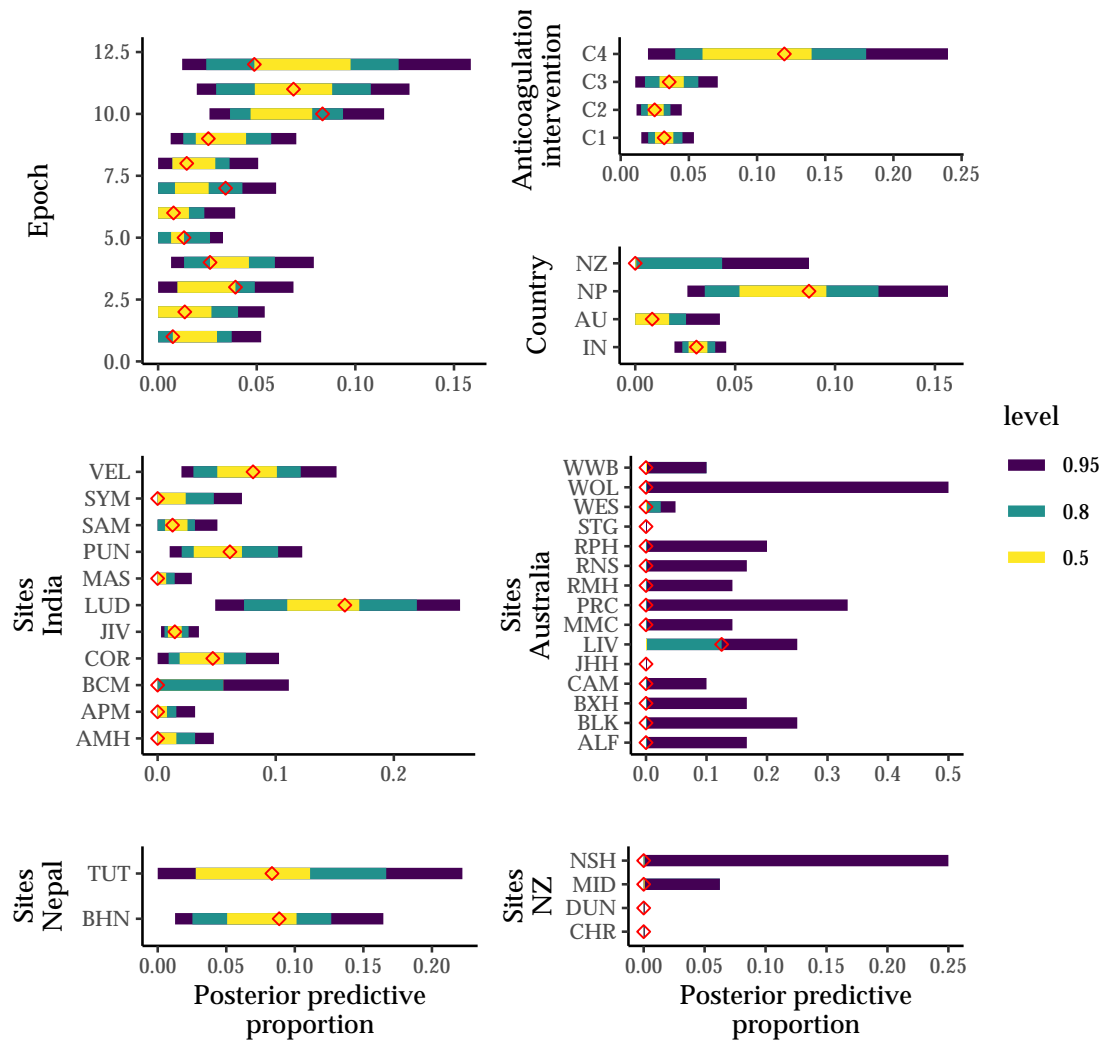 Epoch
12.5
10.0
7.5
5.0
2.5
0.0
0.00 0.05 0.10 0.15
Anticoagulation
intervention
C4
C3
C2
C1
0.00 0.05 0.10 0.15 0.20 0.25
Country
NZ
NP
AU
IN
0.00 0.05 0.10 0.15
Sites
India
VEL
SYM
SAM
PUN
MAS
LUD
JIV
COR
BCM
APM
AMH
0.0 0.1 0.2
Sites
Australia
WWB
WOL
WES
STG
RPH
RNS
RMH
PRC
MMC
LIV
JHH
CAM
BXH
BLK
ALF
0.0 0.1 0.2 0.3 0.4 0.5
level
0.95
0.8
0.5
Sites
Nepal
TUT
BHN
0.00 0.05 0.10 0.15 0.20
Posterior predictive
proportion
Sites
NZ
NSH
MID
DUN
CHR
0.00 0.05 0.10 0.15 0.20 0.25
Posterior predictive
proportion